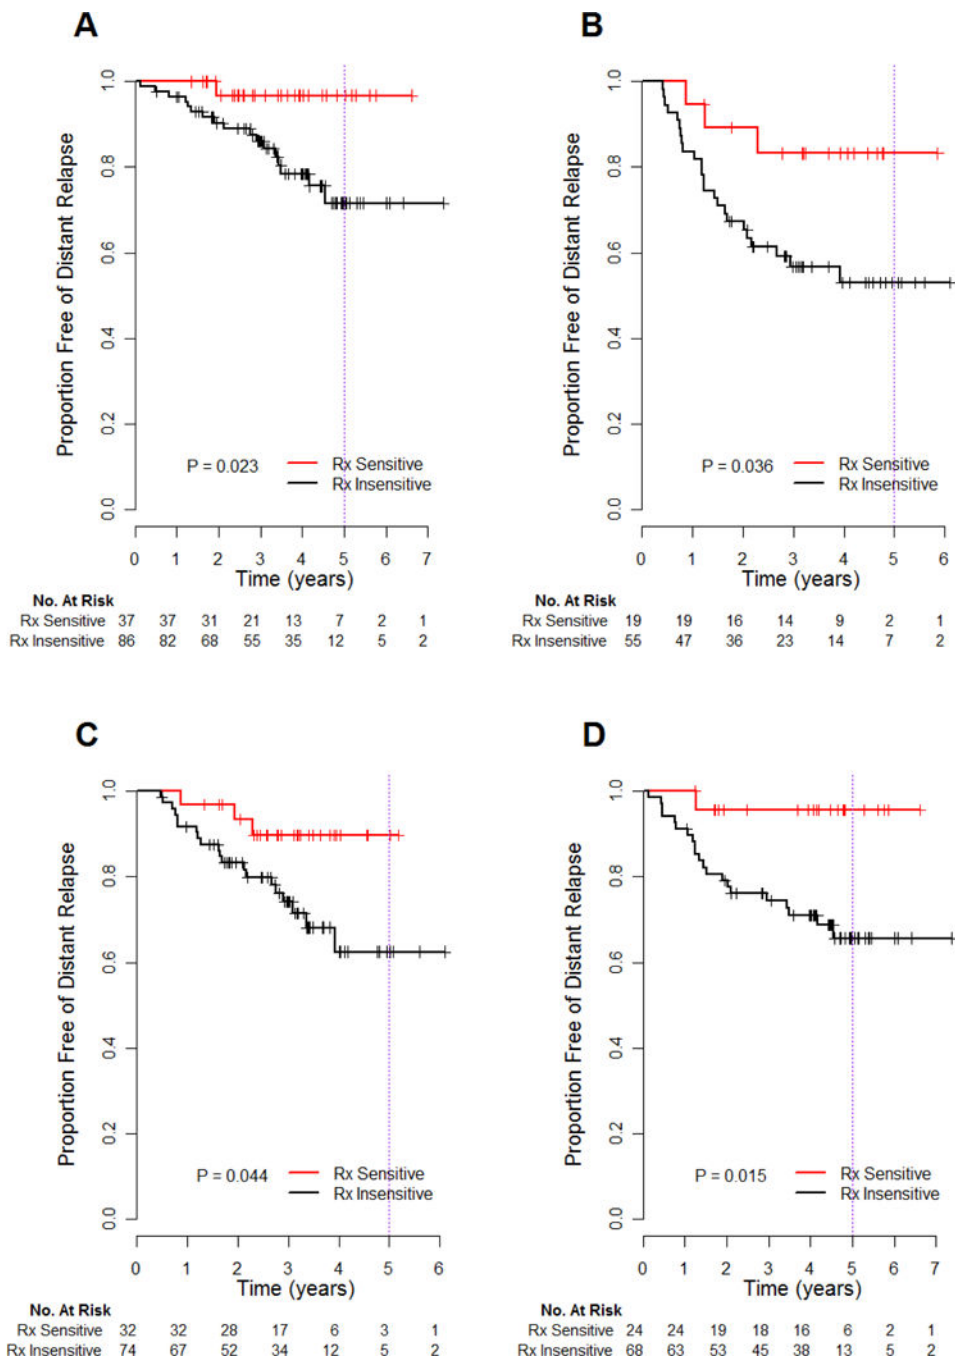 A
Proportion Free of Distant Relapse
1.0
0.8
0.6
0.4
0.2
0.0
P = 0.023
Rx Sensitive
Rx Insensitive
0 1 2 3 4 5 6 7
Time (years)
No. At Risk
Rx Sensitive 37 37 31 21 13 7 2 1
Rx Insensitive 86 82 68 55 35 12 5 2
B
Proportion Free of Distant Relapse
1.0
0.8
0.6
0.4
0.2
0.0
P = 0.036
Rx Sensitive
Rx Insensitive
0 1 2 3 4 5 6
Time (years)
No. At Risk
Rx Sensitive 19 19 16 14 9 2 1
Rx Insensitive 55 47 36 23 14 7 2
C
Proportion Free of Distant Relapse
1.0
0.8
0.6
0.4
0.2
0.0
P = 0.044
Rx Sensitive
Rx Insensitive
0 1 2 3 4 5 6
Time (years)
No. At Risk
Rx Sensitive 32 32 28 17 6 3 1
Rx Insensitive 74 67 52 34 12 5 2
D
Proportion Free of Distant Relapse
1.0
0.8
0.6
0.4
0.2
0.0
P = 0.015
Rx Sensitive
Rx Insensitive
0 1 2 3 4 5 6 7
Time (years)
No. At Risk
Rx Sensitive 24 24 19 18 16 6 2 1
Rx Insensitive 68 63 53 45 38 13 5 2